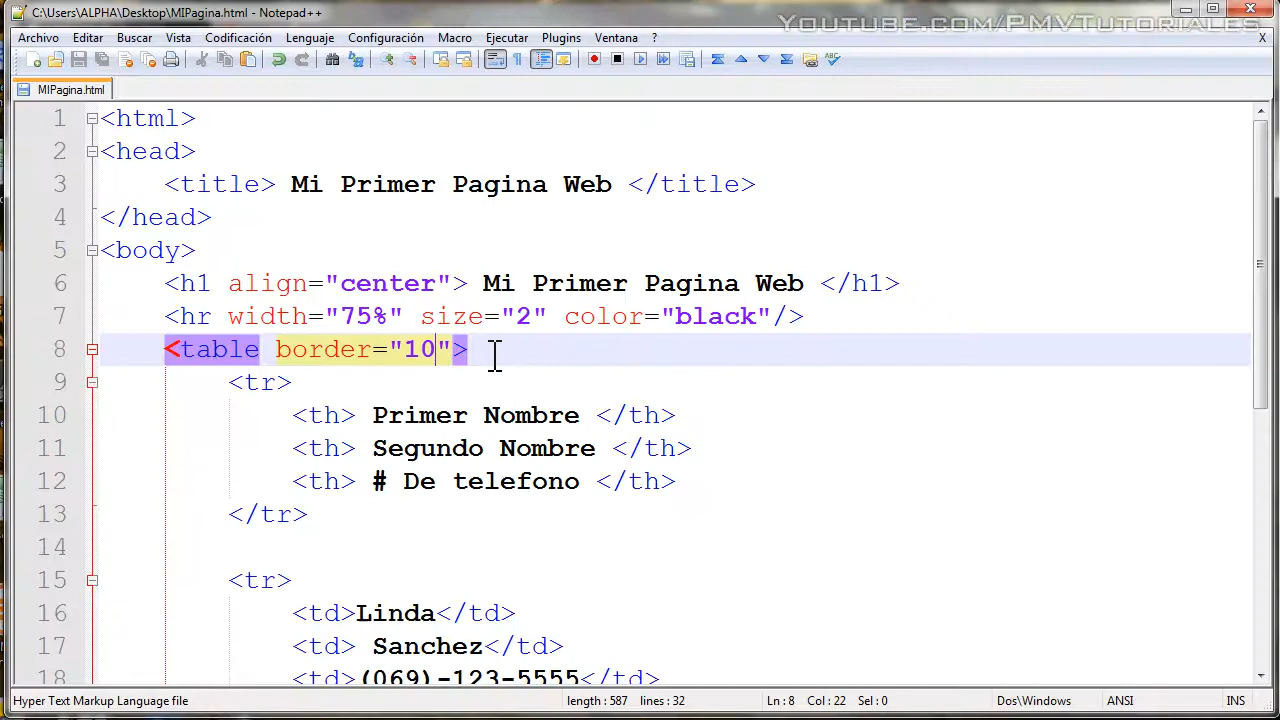 C:\Users\ALPHA\Desktop\MIPagina.html - Notepad++
Youtube.com/PMVTutoriales
Archivo Editar Buscar Vista Codificación Lenguaje Configuración Macro Ejecutar Plugins Ventana ? X
MIPagina.html
1 <html>
2 <head>
3 <title> Mi Primer Pagina Web </title>
4 </head>
5 <body>
6 <h1 align="center"> Mi Primer Pagina Web </h1>
7 <hr width="75%" size="2" color="black"/>
8 <table border="10">
9 <tr>
10 <th> Primer Nombre </th>
11 <th> Segundo Nombre </th>
12 <th> # De telefono </th>
13 </tr>
14
15 <tr>
16 <td>Linda</td>
17 <td> Sanchez</td>
18 <td>(069)-123-5555</td>
Hyper Text Markup Language file length : 587 lines : 32 Ln : 8 Col : 22 Sel : 0 Dos\Windows ANSI INS